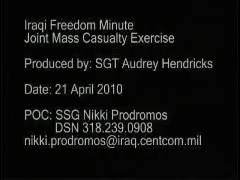 Iraqi Freedom Minute
Joint Mass Casualty Exercise
Produced by: SGT Audrey Hendricks
Date: 21 April 2010
POC: SSG Nikki Prodromos
DSN 318.239.0908
nikki.prodromos@iraq.centcom.mil